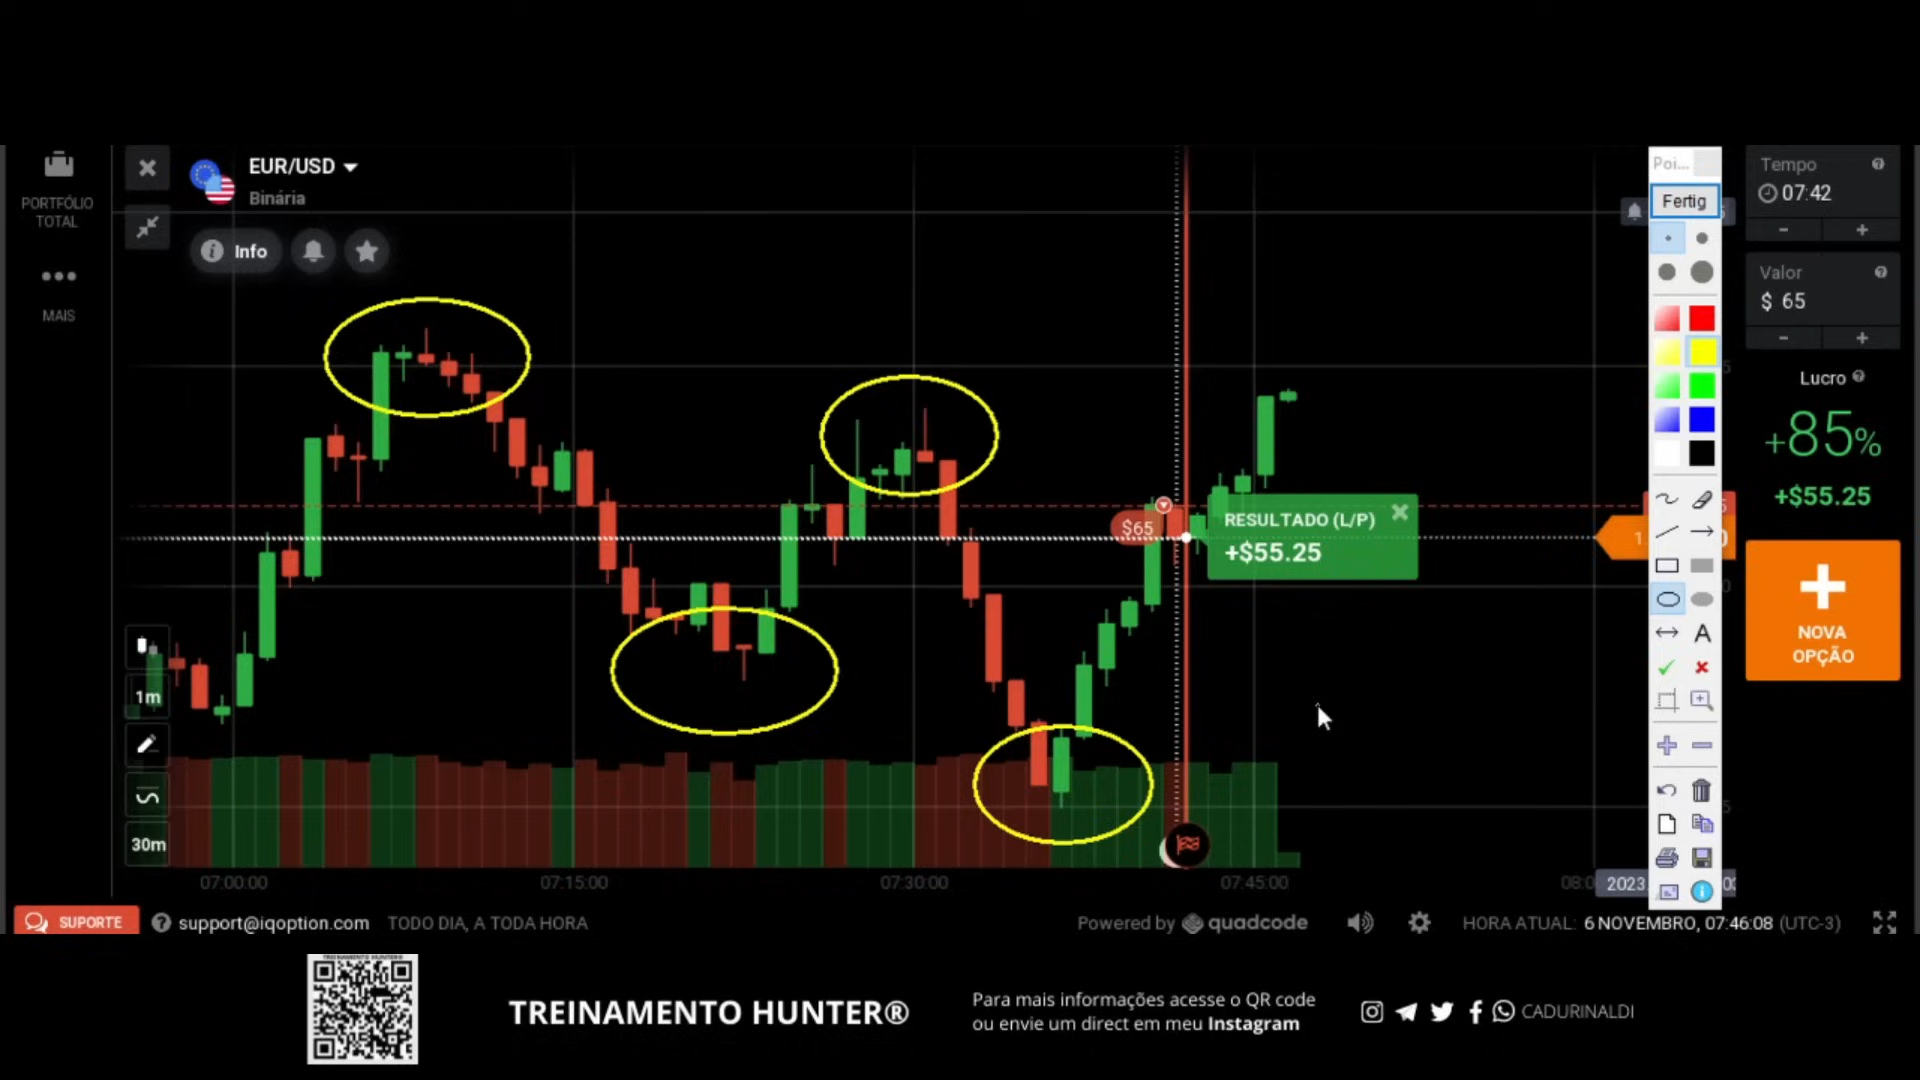 PORTFÓLIO
TOTAL
MAIS
EUR/USD
Binária
Info
$65
RESULTADO (L/P)
+$55.25
1m
30m
07:00:00
07:15:00
07:30:00
07:45:00
2023
Poi...
Fertig
A
Tempo
07:42
Valor
$ 65
Lucro
+85%
+$55.25
NOVA
OPÇÃO
SUPORTE
support@iqoption.com
TODO DIA, A TODA HORA
Powered by quadcode
HORA ATUAL: 6 NOVEMBRO, 07:46:08 (UTC-3)
TREINAMENTO HUNTER®
Para mais informações acesse o QR code
ou envie um direct em meu Instagram
CADURINALDI